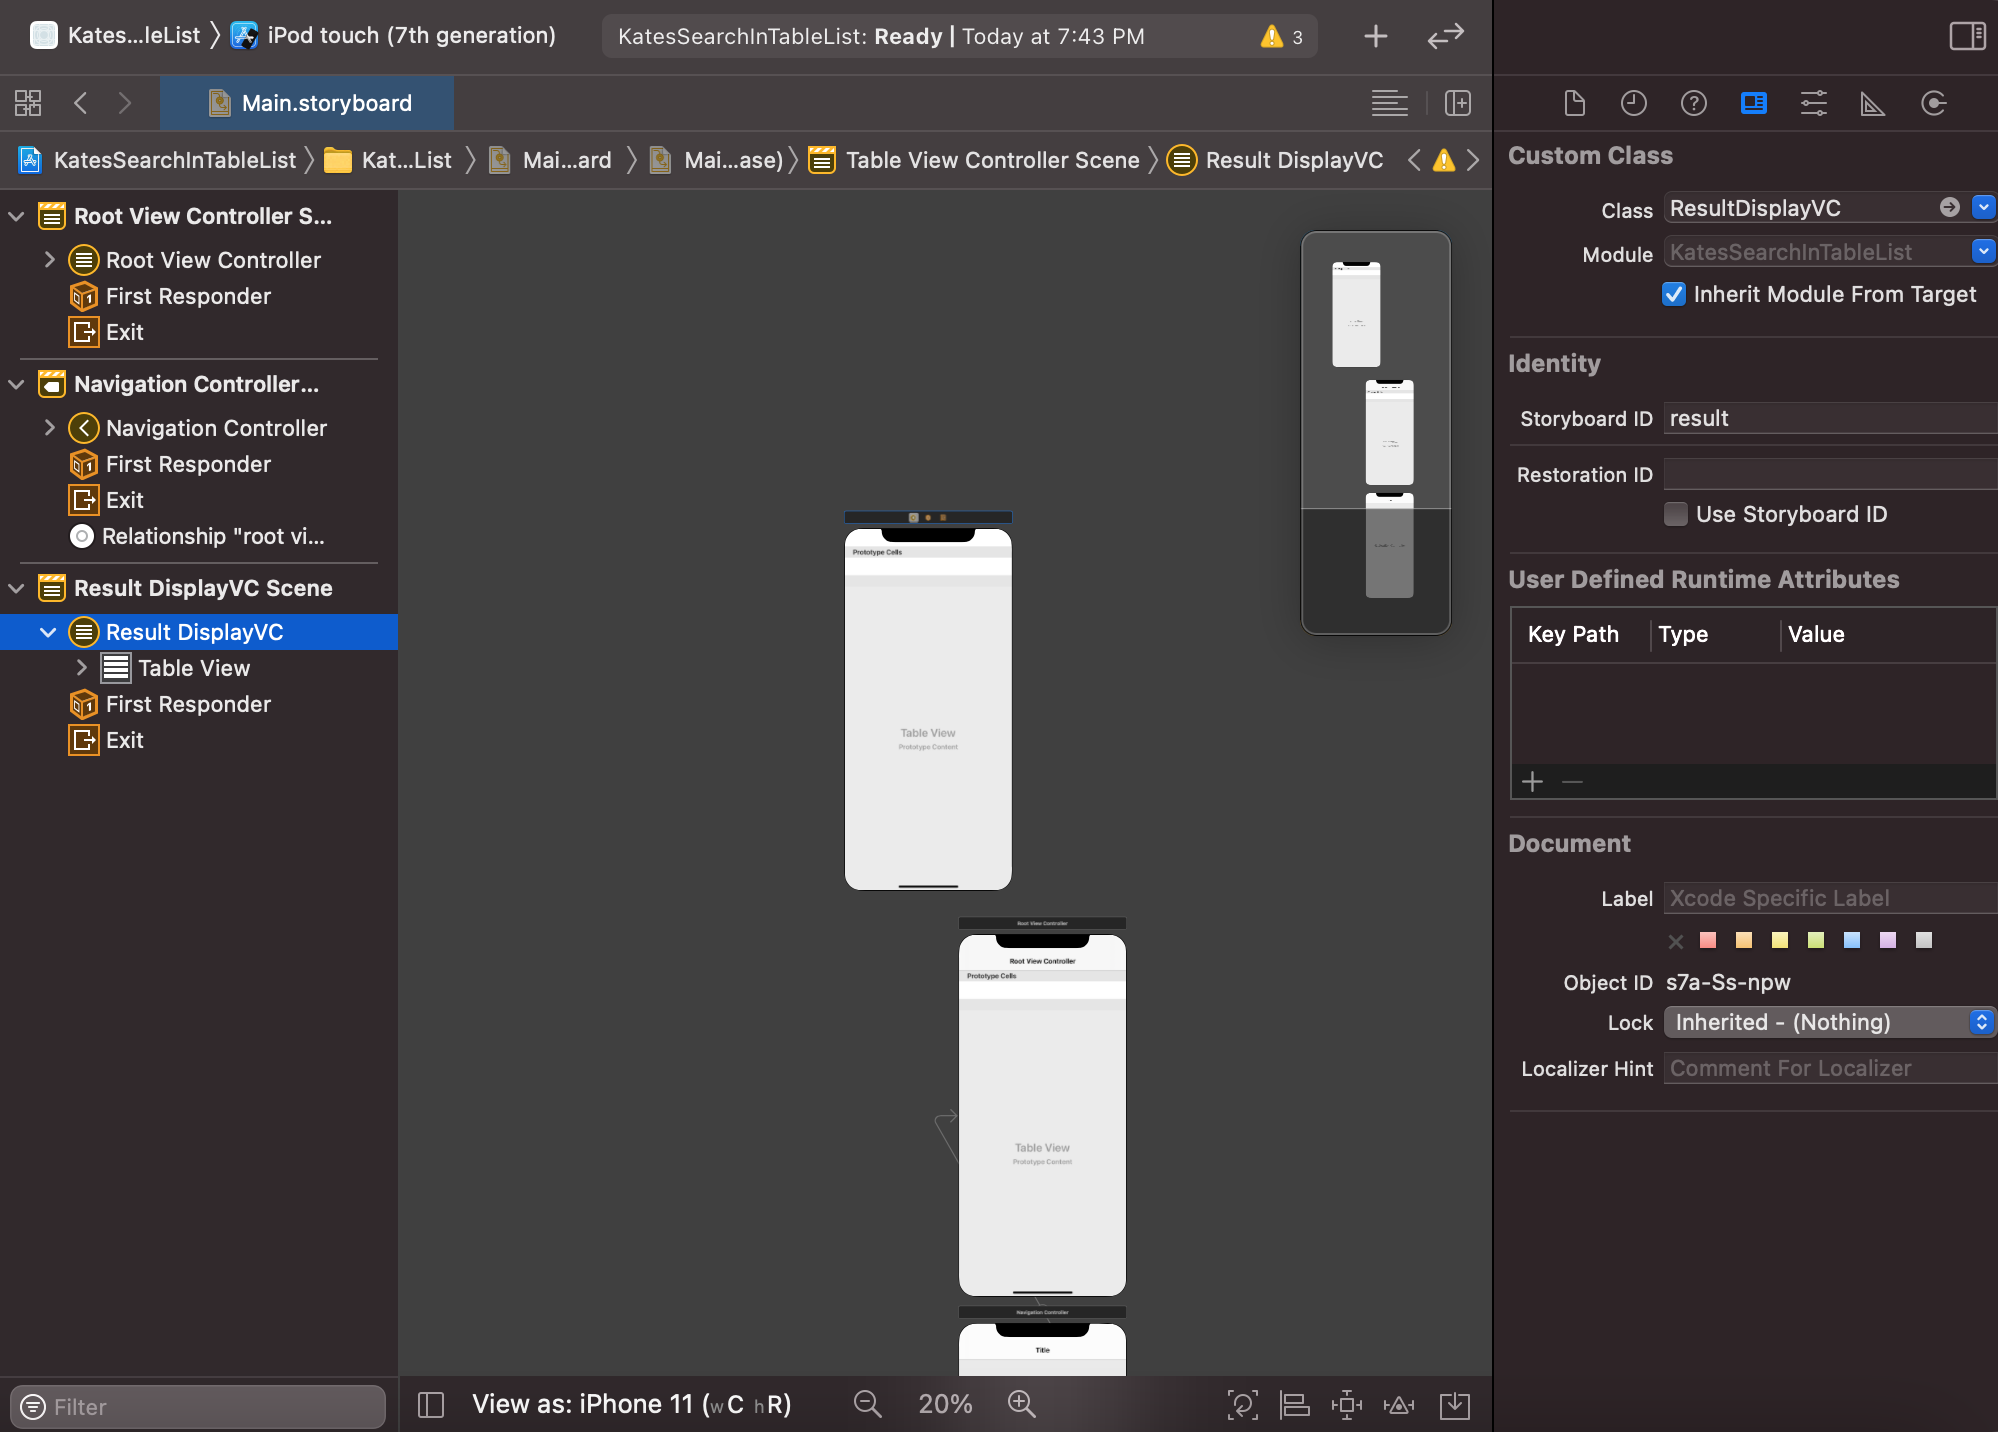 Kates...leList
iPod touch (7th generation)
KatesSearchInTableList: Ready | Today at 7:43 PM
3
Main.storyboard
KatesSearchInTableList
Kat...List
Mai...ard
Mai...ase)
Table View Controller Scene
Result DisplayVC
Root View Controller S...
Root View Controller
First Responder
Exit
Navigation Controller...
Navigation Controller
First Responder
Exit
Relationship "root vi...
Result DisplayVC Scene
Result DisplayVC
Table View
First Responder
Exit
Filter
Prototype Cells
Table View
Prototype Content
Root View Controller
Root View Controller
Prototype Cells
Table View
Prototype Content
Navigation Controller
Title
View as: iPhone 11 (wC hR)
20%
Custom Class
Class ResultDisplayVC
Module KatesSearchInTableList
Inherit Module From Target
Identity
Storyboard ID result
Restoration ID
Use Storyboard ID
User Defined Runtime Attributes
Key Path Type Value
Document
Label Xcode Specific Label
Object ID s7a-Ss-npw
Lock Inherited - (Nothing)
Localizer Hint Comment For Localizer